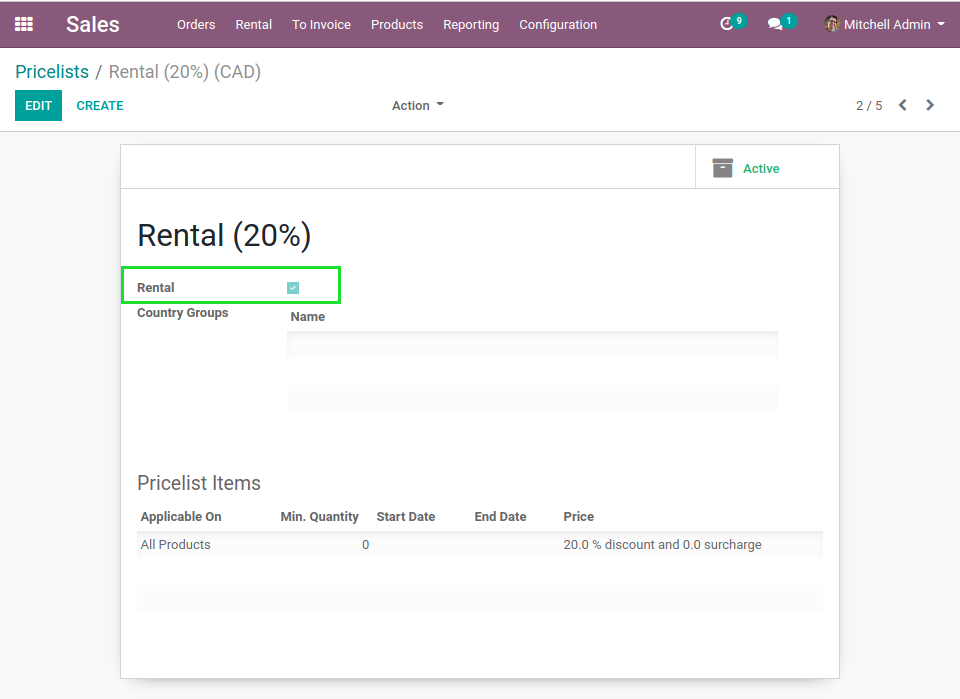 Sales Orders Rental To Invoice Products Reporting Configuration 9 1 Mitchell Admin
Pricelists / Rental (20%) (CAD)
EDIT CREATE Action 2 / 5
Active
Rental (20%)
Rental
Country Groups Name
Pricelist Items
Applicable On Min. Quantity Start Date End Date Price
All Products 0 20.0 % discount and 0.0 surcharge